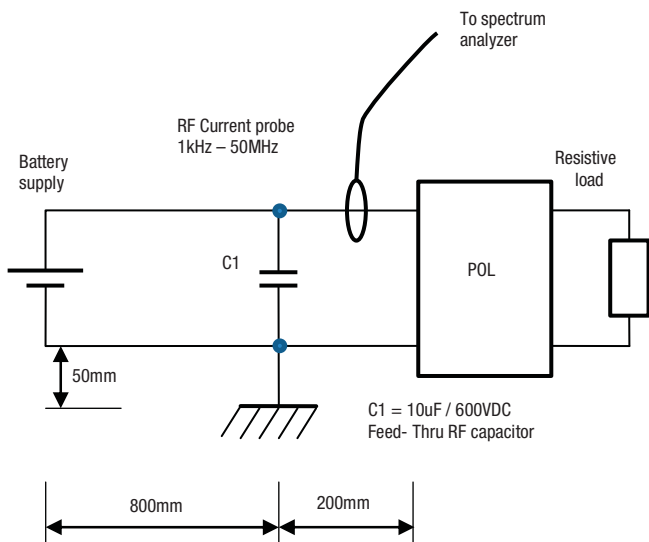 To spectrum
analyzer
RF Current probe
1kHz – 50MHz
Battery
supply
Resistive
load
C1
POL
50mm
C1 = 10uF / 600VDC
Feed- Thru RF capacitor
800mm
200mm